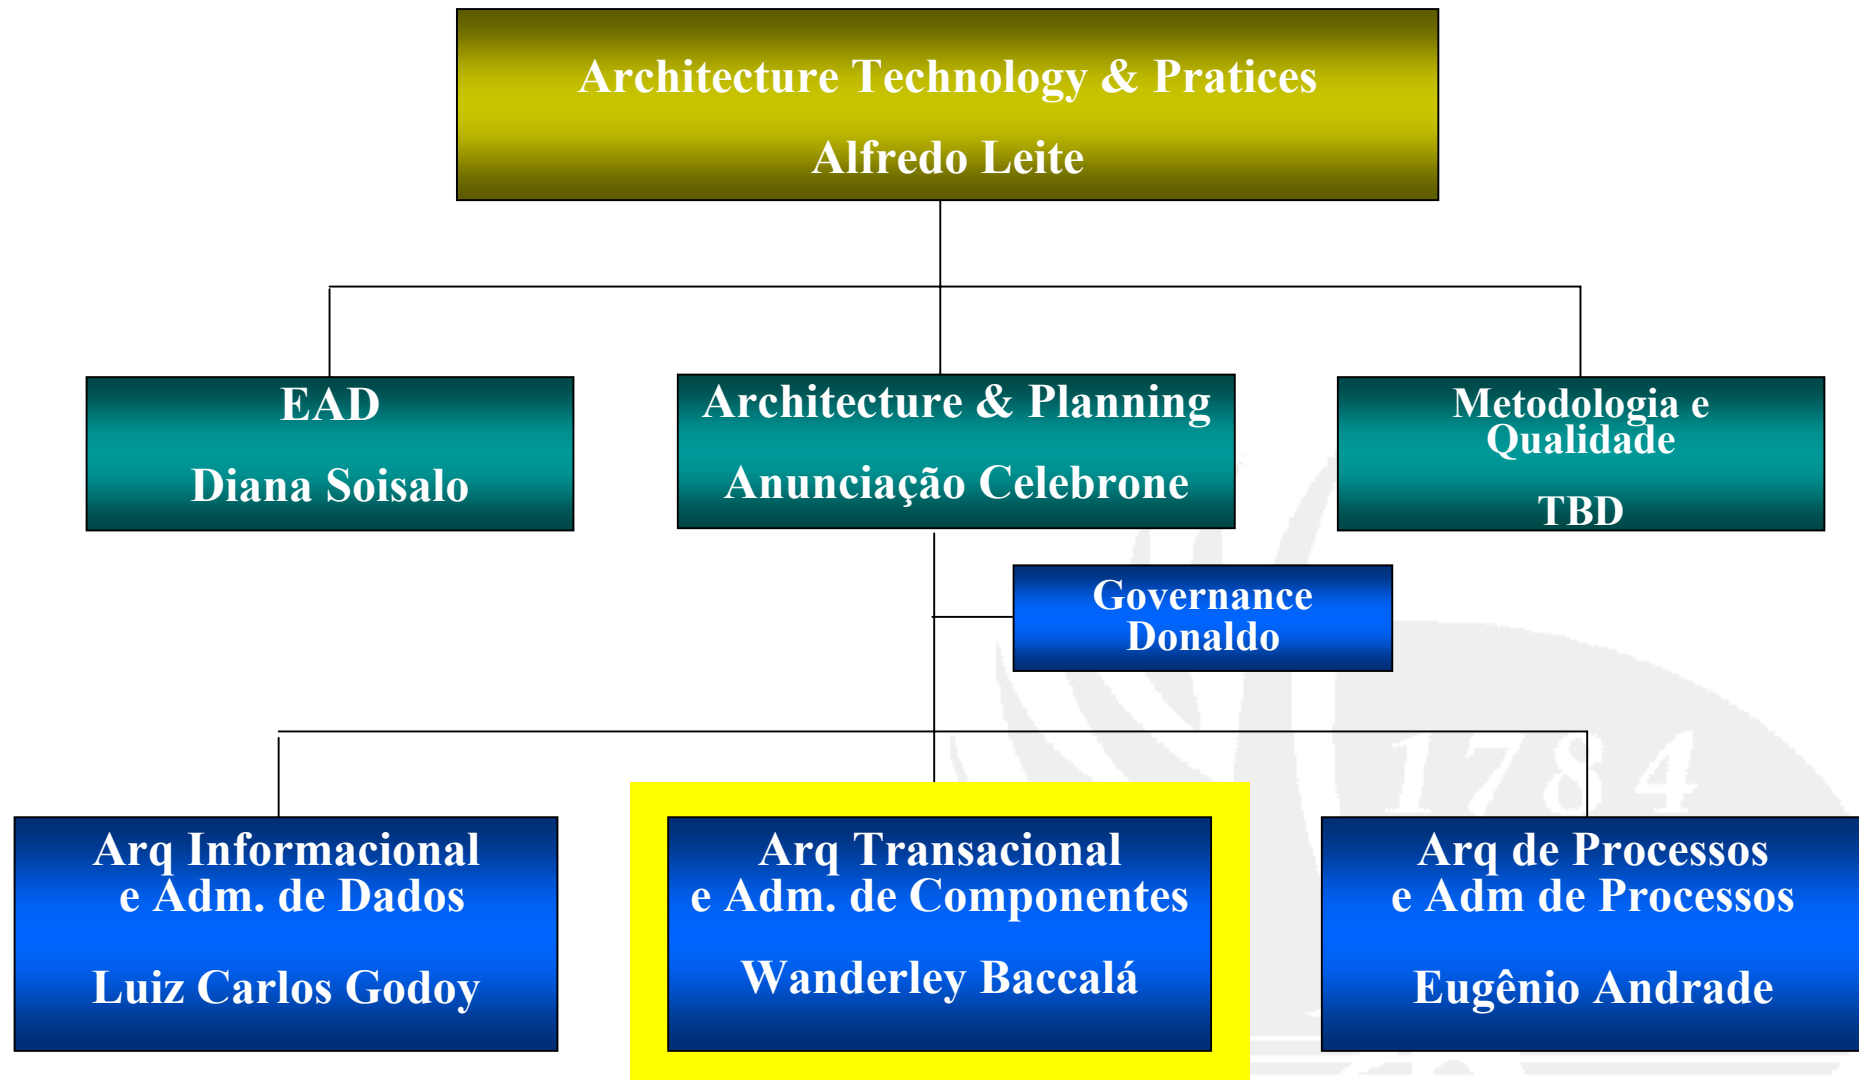 Architecture Technology & Pratices
Alfredo Leite
EAD
Diana Soisalo
Architecture & Planning
Anunciação Celebrone
Metodologia e
Qualidade
TBD
Governance
Donaldo
1784
Arq Informacional
e Adm. de Dados
Luiz Carlos Godoy
Arq Transacional
e Adm. de Componentes
Wanderley Baccalá
Arq de Processos
e Adm de Processos
Eugênio Andrade